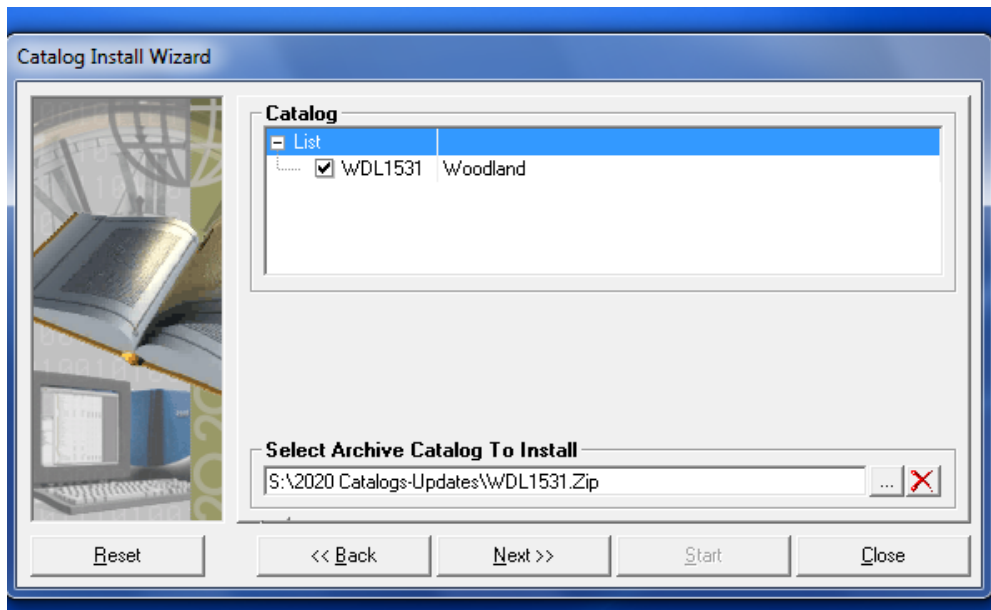 Catalog Install Wizard
Catalog
List
WDL1531 Woodland
Select Archive Catalog To Install
S:\2020 Catalogs-Updates\WDL1531.Zip
...
Reset << Back Next >> Start Close